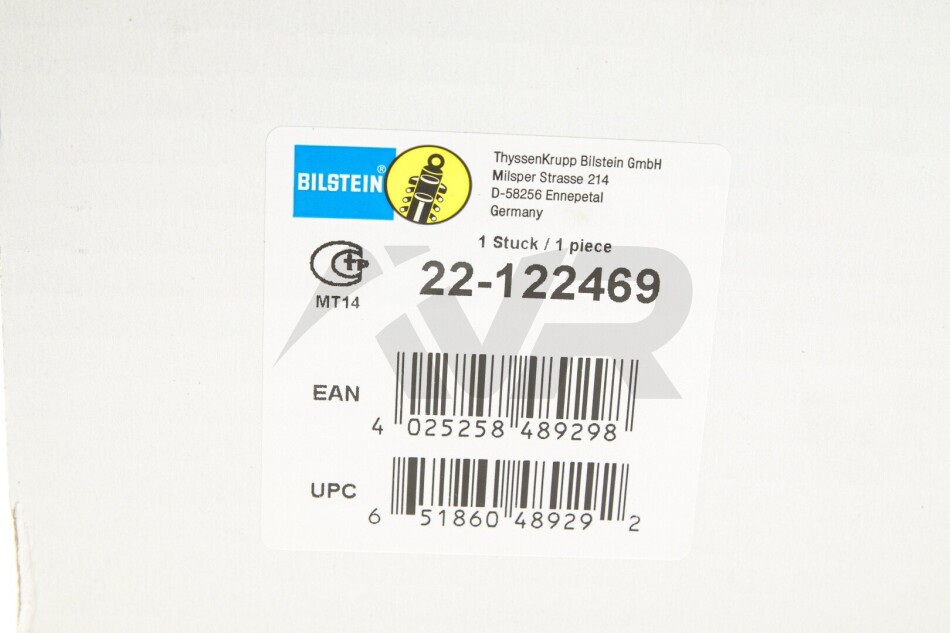 BILSTEIN®
ThyssenKrupp Bilstein GmbH
Milsper Strasse 214
D-58256 Ennepetal
Germany
1 Stuck / 1 piece
22-122469
MT14
IVR
EAN
4 025258 489298
UPC
6 51860 48929 2